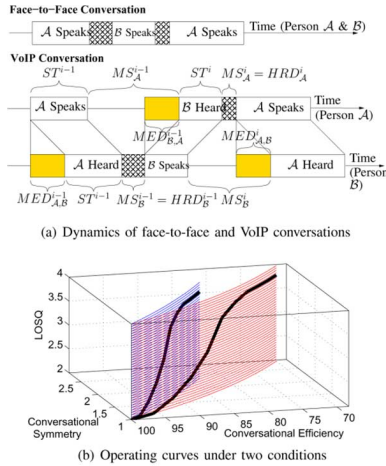 Face−to−Face Conversation
A Speaks B Speaks A Speaks Time (Person A & B)
VoIP Conversation
ST^{i−1} MS_A^{i−1} ST^i MS_A^i = HRD_A^i
A Speaks B Heard A Speaks Time
(Person A)
MED_{B,A}^{i−1} MED_{A,B}^i
A Heard B Speaks A Heard Time
(Person
B)
MED_{A,B}^{i−1} ST^{i−1} MS_B^{i−1} = HRD_B^{i−1} MS_B^i
(a) Dynamics of face-to-face and VoIP conversations
4
3.5
3
2.5
2
LOSQ
2.5
2
1.5
1
Conversational
Symmetry
100 95 90 85 80 75 70
Conversational Efficiency
(b) Operating curves under two conditions